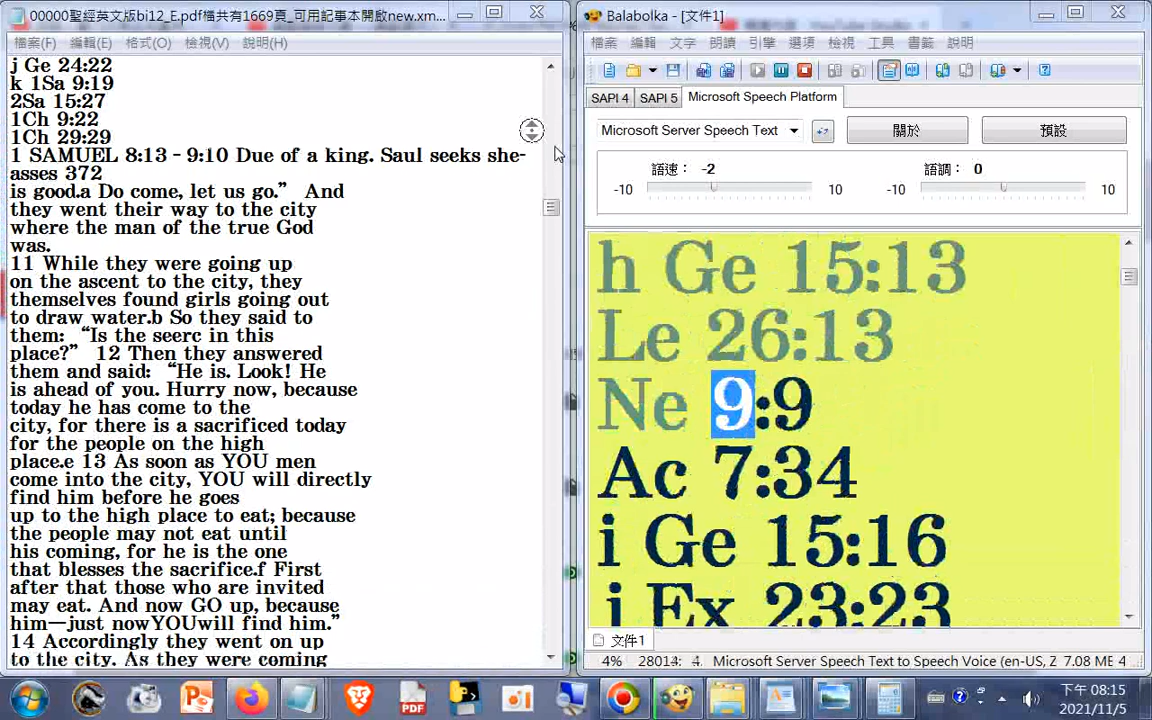 00000聖經英文版bi12_E.pdf檔共有1669頁_可用記事本開啟new.xm...
檔案(F) 編輯(E) 格式(O) 檢視(V) 說明(H)
j Ge 24:22
k 1Sa 9:19
2Sa 15:27
1Ch 9:22
1Ch 29:29
1 SAMUEL 8:13 - 9:10 Due of a king. Saul seeks she-
asses 372
is good.a Do come, let us go.” And
they went their way to the city
where the man of the true God
was.
11 While they were going up
on the ascent to the city, they
themselves found girls going out
to draw water.b So they said to
them: “Is the seerc in this
place?” 12 Then they answered
them and said: “He is. Look! He
is ahead of you. Hurry now, because
today he has come to the
city, for there is a sacrificed today
for the people on the high
place.e 13 As soon as YOU men
come into the city, YOU will directly
find him before he goes
up to the high place to eat; because
the people may not eat until
his coming, for he is the one
that blesses the sacrifice.f First
after that those who are invited
may eat. And now GO up, because
him—just nowYOUwill find him.”
14 Accordingly they went on up
to the city. As they were coming
Balabolka - [文件1]
檔案 編輯 文字 朗讀 引擎 選項 檢視 工具 書籤 說明
SAPI 4 SAPI 5 Microsoft Speech Platform
Microsoft Server Speech Text 關於 預設
語速： -2 語調： 0
-10 10 -10 10
h Ge 15:13
Le 26:13
Ne 9:9
Ac 7:34
i Ge 15:16
j Ex 23:23
文件1
4% Microsoft Server Speech Text to Speech Voice (en-US, Z 7.08 ME 4
PDF
下午 08:15
2021/11/5